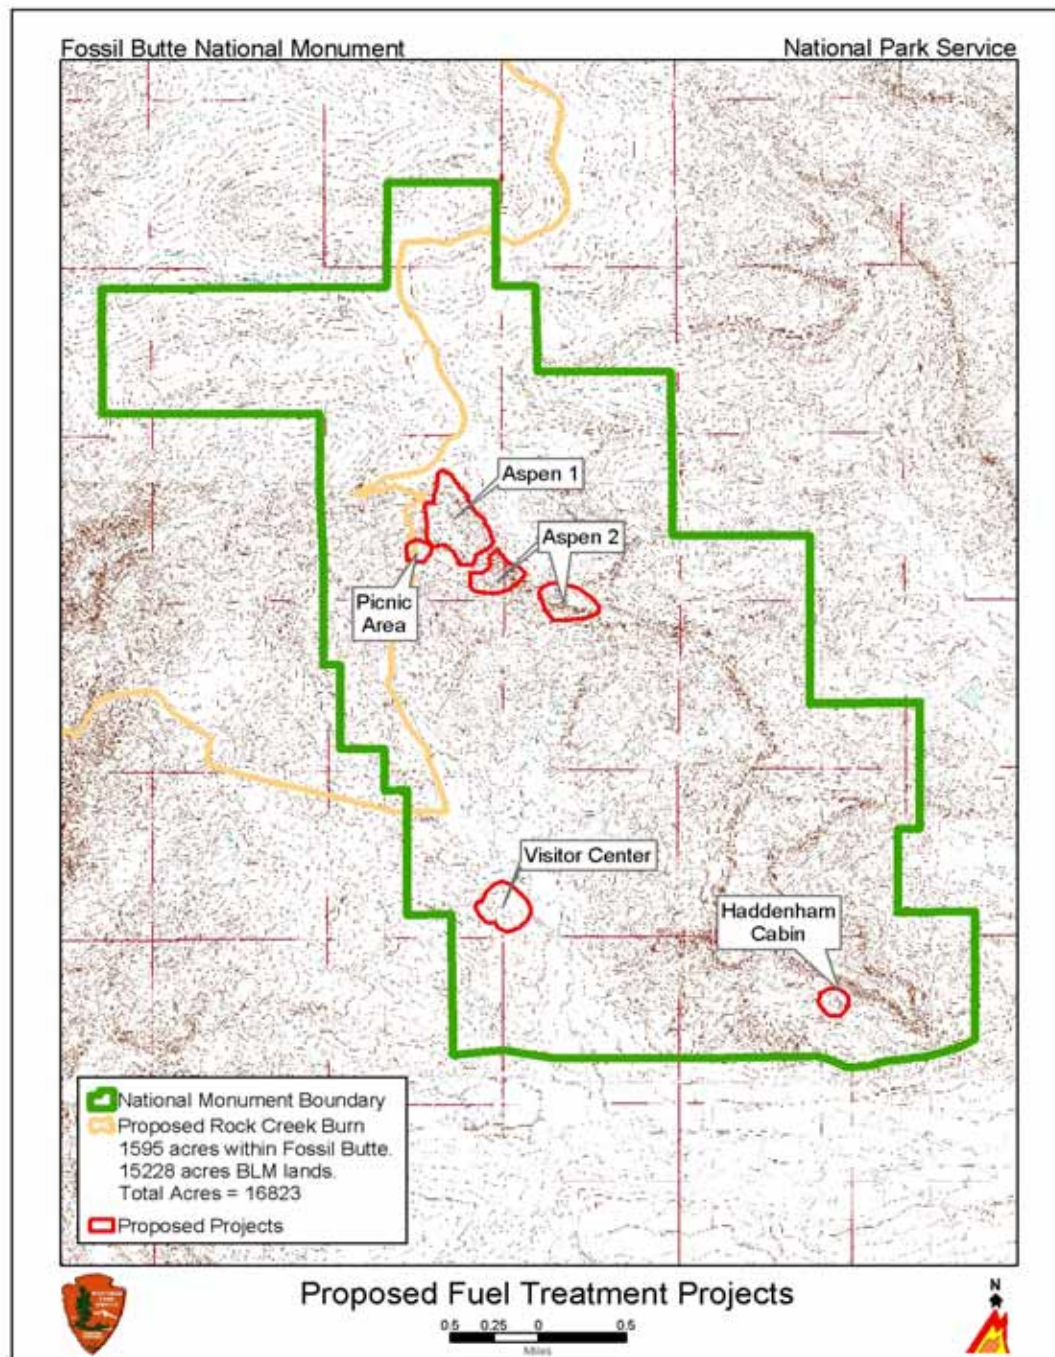 Fossil Butte National Monument
National Park Service
Aspen 1
Aspen 2
Picnic
Area
Visitor Center
Haddenham
Cabin
National Monument Boundary
Proposed Rock Creek Burn
1595 acres within Fossil Butte.
15228 acres BLM lands.
Total Acres = 16823
Proposed Projects
Proposed Fuel Treatment Projects
N
0.5 0.25 0 0.5
Miles